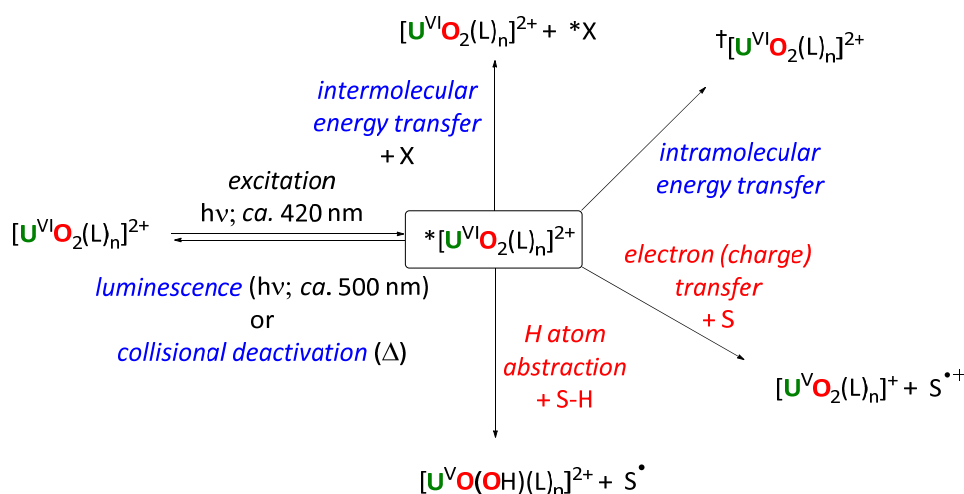 [UVIO2(L)n]2+ + *X
†[UVIO2(L)n]2+
intermolecular
energy transfer
+ X
intramolecular
energy transfer
excitation
hν; ca. 420 nm
[UVIO2(L)n]2+
*[UVIO2(L)n]2+
luminescence (hν; ca. 500 nm)
or
collisional deactivation (Δ)
electron (charge)
transfer
+ S
H atom
abstraction
+ S-H
[UVO2(L)n]+ + S•+
[UVO(OH)(L)n]2+ + S•